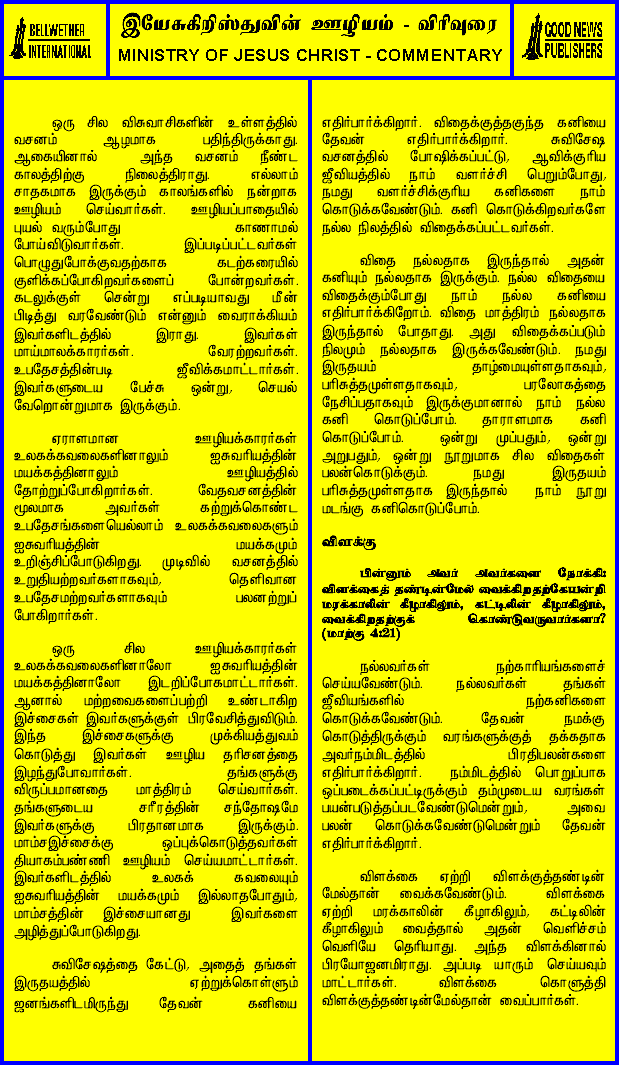 BELLWETHER
INTERNATIONAL
இயேசுகிறிஸ்துவின் ஊழியம் - விரிவுரை
MINISTRY OF JESUS CHRIST - COMMENTARY
GOOD NEWS
PUBLISHERS
ஒரு சில விசுவாசிகளின் உள்ளத்தில்
வசனம் ஆழமாக பதிந்திருக்காது.
ஆகையினால் அந்த வசனம் நீண்ட
காலத்திற்கு நிலைத்திராது. எல்லாம்
சாதகமாக இருக்கும் காலங்களில் நன்றாக
ஊழியம் செய்வார்கள். ஊழியப்பாதையில்
புயல் வரும்போது காணாமல்
போய்விடுவார்கள். இப்படிப்பட்டவர்கள்
பொழுதுபோக்குவதற்காக கடற்கரையில்
குளிக்கப்போகிறவர்களைப் போன்றவர்கள்.
கடலுக்குள் சென்று எப்படியாவது மீன்
பிடித்து வரவேண்டும் என்னும் வைராக்கியம்
இவர்களிடத்தில் இராது. இவர்கள்
மாய்மாலக்காரர்கள். வேரற்றவர்கள்.
உபதேசத்தின்படி ஜீவிக்கமாட்டார்கள்.
இவர்களுடைய பேச்சு ஒன்று, செயல்
வேறொன்றுமாக இருக்கும்.
ஏராளமான ஊழியக்காரர்கள்
உலகக்கவலைகளினாலும் ஐசுவரியத்தின்
மயக்கத்தினாலும் ஊழியத்தில்
தோற்றுப்போகிறார்கள். வேதவசனத்தின்
மூலமாக அவர்கள் கற்றுக்கொண்ட
உபதேசங்களையெல்லாம் உலகக்கவலைகளும்
ஐசுவரியத்தின் மயக்கமும்
உறிஞ்சிப்போடுகிறது. முடிவில் வசனத்தில்
உறுதியற்றவர்களாகவும், தெளிவான
உபதேசமற்றவர்களாகவும் பலனற்றுப்
போகிறார்கள்.
ஒரு சில ஊழியக்காரர்கள்
உலகக்கவலைகளினாலோ ஐசுவரியத்தின்
மயக்கத்தினாலோ இடறிப்போகமாட்டார்கள்.
ஆனால் மற்றவைகளைப்பற்றி உண்டாகிற
இச்சைகள் இவர்களுக்குள் பிரவேசித்துவிடும்.
இந்த இச்சைகளுக்கு முக்கியத்துவம்
கொடுத்து இவர்கள் ஊழிய தரிசனத்தை
இழந்துபோவார்கள். தங்களுக்கு
விருப்பமானதை மாத்திரம் செய்வார்கள்.
தங்களுடைய சரீரத்தின் சந்தோஷமே
இவர்களுக்கு பிரதானமாக இருக்கும்.
மாம்சஇச்சைக்கு ஒப்புக்கொடுத்தவர்கள்
தியாகம்பண்ணி ஊழியம் செய்யமாட்டார்கள்.
இவர்களிடத்தில் உலகக் கவலையும்
ஐசுவரியத்தின் மயக்கமும் இல்லாதபோதும்,
மாம்சத்தின் இச்சையானது இவர்களை
அழித்துப்போடுகிறது.
சுவிசேஷத்தை கேட்டு, அதைத் தங்கள்
இருதயத்தில் ஏற்றுக்கொள்ளும்
ஜனங்களிடமிருந்து தேவன் கனியை
எதிர்பார்க்கிறார். விதைக்குத்தகுந்த கனியை
தேவன் எதிர்பார்க்கிறார். சுவிசேஷ
வசனத்தில் போஷிக்கப்பட்டு, ஆவிக்குரிய
ஜீவியத்தில் நாம் வளர்ச்சி பெறும்போது,
நமது வளர்ச்சிக்குரிய கனிகளை நாம்
கொடுக்கவேண்டும். கனி கொடுக்கிறவர்களே
நல்ல நிலத்தில் விதைக்கப்பட்டவர்கள்.
விதை நல்லதாக இருந்தால் அதன்
கனியும் நல்லதாக இருக்கும். நல்ல விதையை
விதைக்கும்போது நாம் நல்ல கனியை
எதிர்பார்க்கிறோம். விதை மாத்திரம் நல்லதாக
இருந்தால் போதாது. அது விதைக்கப்படும்
நிலமும் நல்லதாக இருக்கவேண்டும். நமது
இருதயம் தாழ்மையுள்ளதாகவும்,
பரிசுத்தமுள்ளதாகவும், பரலோகத்தை
நேசிப்பதாகவும் இருக்குமானால் நாம் நல்ல
கனி கொடுப்போம். தாராளமாக கனி
கொடுப்போம். ஒன்று முப்பதும், ஒன்று
அறுபதும், ஒன்று நூறுமாக சில விதைகள்
பலன்கொடுக்கும். நமது இருதயம்
பரிசுத்தமுள்ளதாக இருந்தால் நாம் நூறு
மடங்கு கனிகொடுப்போம்.
விளக்கு
பின்னும் அவர் அவர்களை நோக்கி:
விளக்கைத் தண்டின்மேல் வைக்கிறதற்கேயன்றி
மரக்காலின் கீழாகிலும், கட்டிலின் கீழாகிலும்,
வைக்கிறதற்குக் கொண்டுவருவார்களா?
(மாற்கு 4:21)
நல்லவர்கள் நற்காரியங்களைச்
செய்யவேண்டும். நல்லவர்கள் தங்கள்
ஜீவியங்களில் நற்கனிகளை
கொடுக்கவேண்டும். தேவன் நமக்கு
கொடுத்திருக்கும் வரங்களுக்குத் தக்கதாக
அவர்நம்மிடத்தில் பிரதிபலன்களை
எதிர்பார்க்கிறார். நம்மிடத்தில் பொறுப்பாக
ஒப்படைக்கப்பட்டிருக்கும் தம்முடைய வரங்கள்
பயன்படுத்தப்படவேண்டுமென்றும், அவை
பலன் கொடுக்கவேண்டுமென்றும் தேவன்
எதிர்பார்க்கிறார்.
விளக்கை ஏற்றி விளக்குத்தண்டின்
மேல்தான் வைக்கவேண்டும். விளக்கை
ஏற்றி மரக்காலின் கீழாகிலும், கட்டிலின்
கீழாகிலும் வைத்தால் அதன் வெளிச்சம்
வெளியே தெரியாது. அந்த விளக்கினால்
பிரயோஜனமிராது. அப்படி யாரும் செய்யவும்
மாட்டார்கள். விளக்கை கொளுத்தி
விளக்குத்தண்டின்மேல்தான் வைப்பார்கள்.